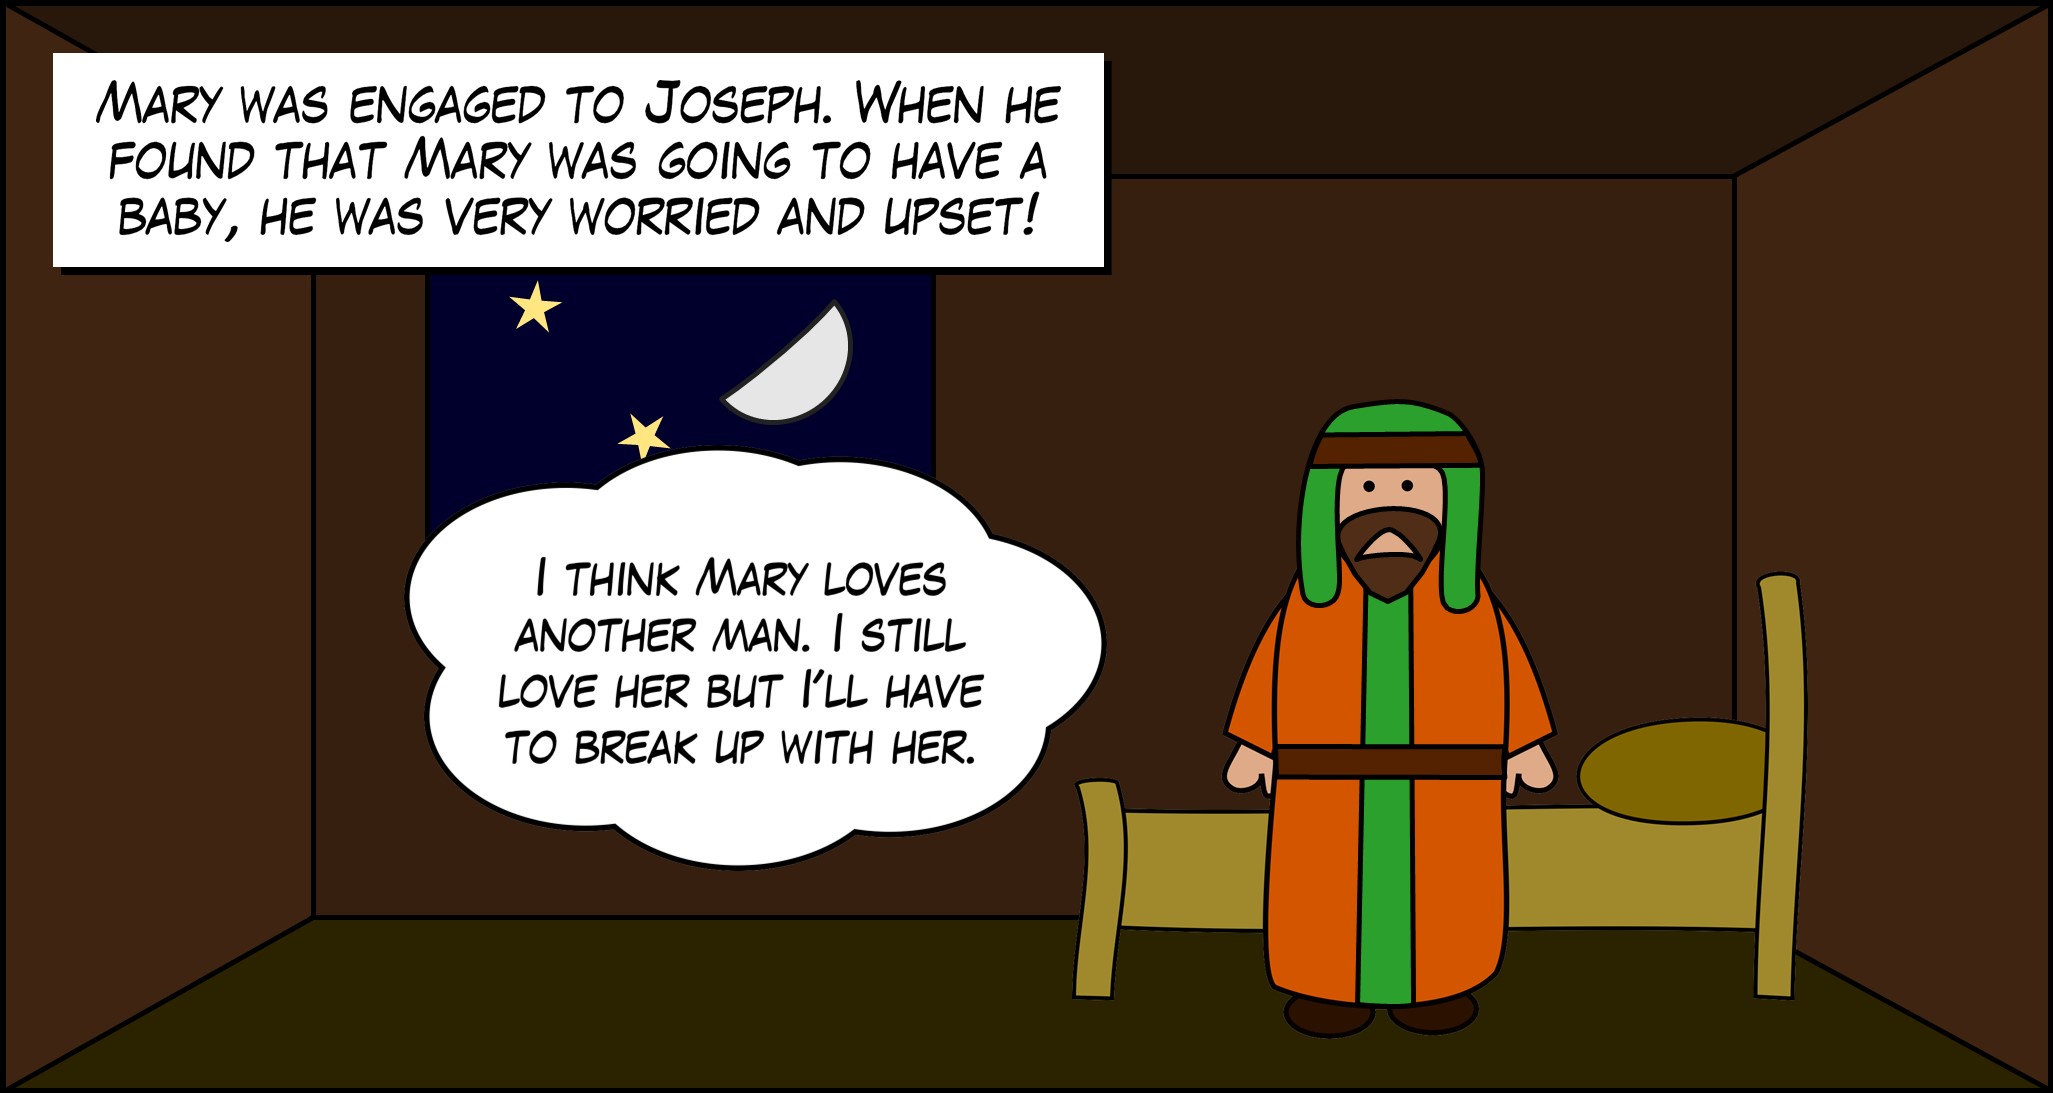 Mary was engaged to Joseph. When he
found that Mary was going to have a
baby, he was very worried and upset!
I think Mary loves
another man. I still
love her but I'll have
to break up with her.